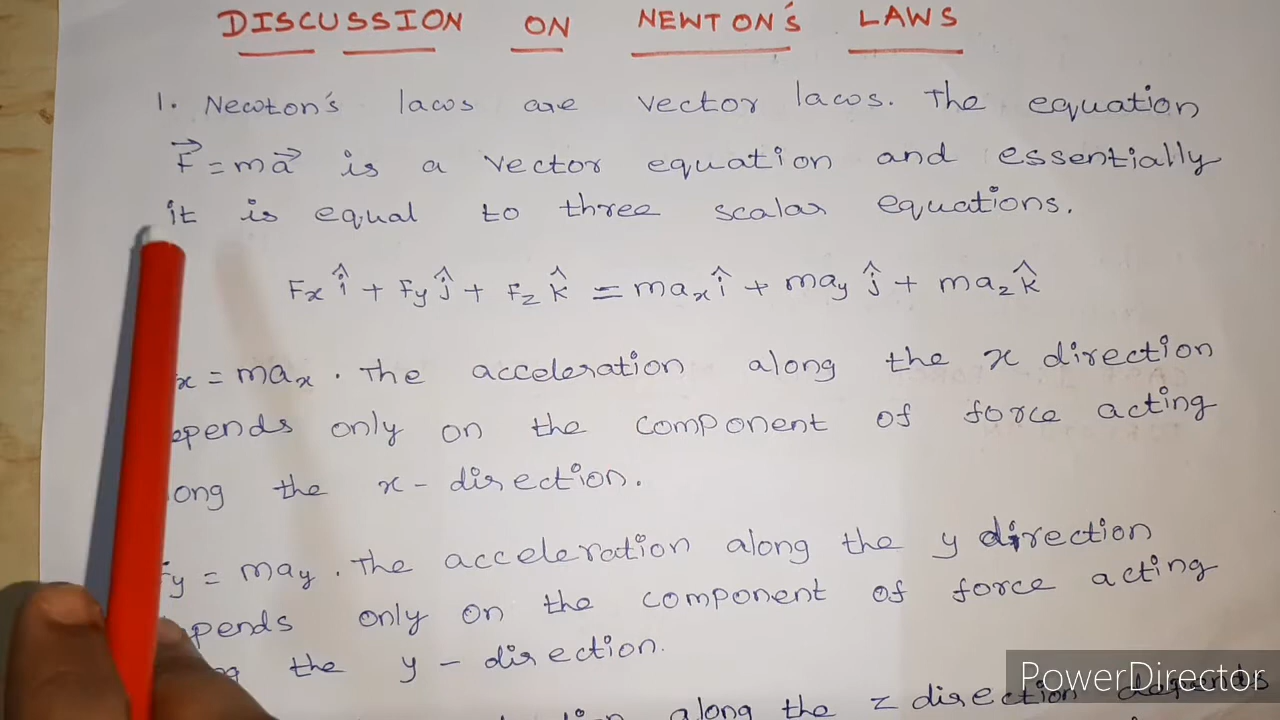 DISCUSSION ON NEWTON'S LAWS
1. Newton's laws are vector laws. The equation
F⃗ = ma⃗ is a vector equation and essentially
it is equal to three scalar equations.
Fx î + Fy ĵ + Fz k̂ = max î + may ĵ + maz k̂
x = max . The acceleration along the x direction
epends only on the component of force acting
ong the x - direction.
Fy = may . The acceleration along the y direction
pends only on the component of force acting
the y - direction.
along the z direction depends
PowerDirector